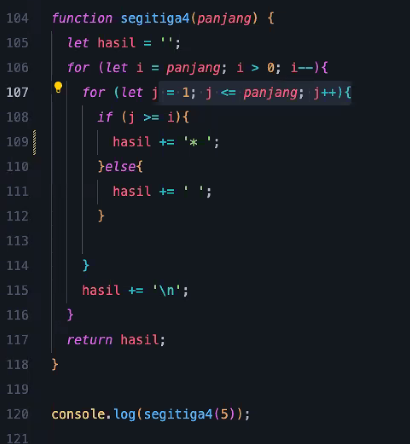 104 function segitiga4(panjang) {
105   let hasil = '';
106   for (let i = panjang; i > 0; i--){
107     for (let j = 1; j <= panjang; j++){
108       if (j >= i){
109         hasil += '* ';
110       }else{
111         hasil += ' ';
112       }
113
114     }
115     hasil += '\n';
116   }
117   return hasil;
118 }
119
120 console.log(segitiga4(5));
121